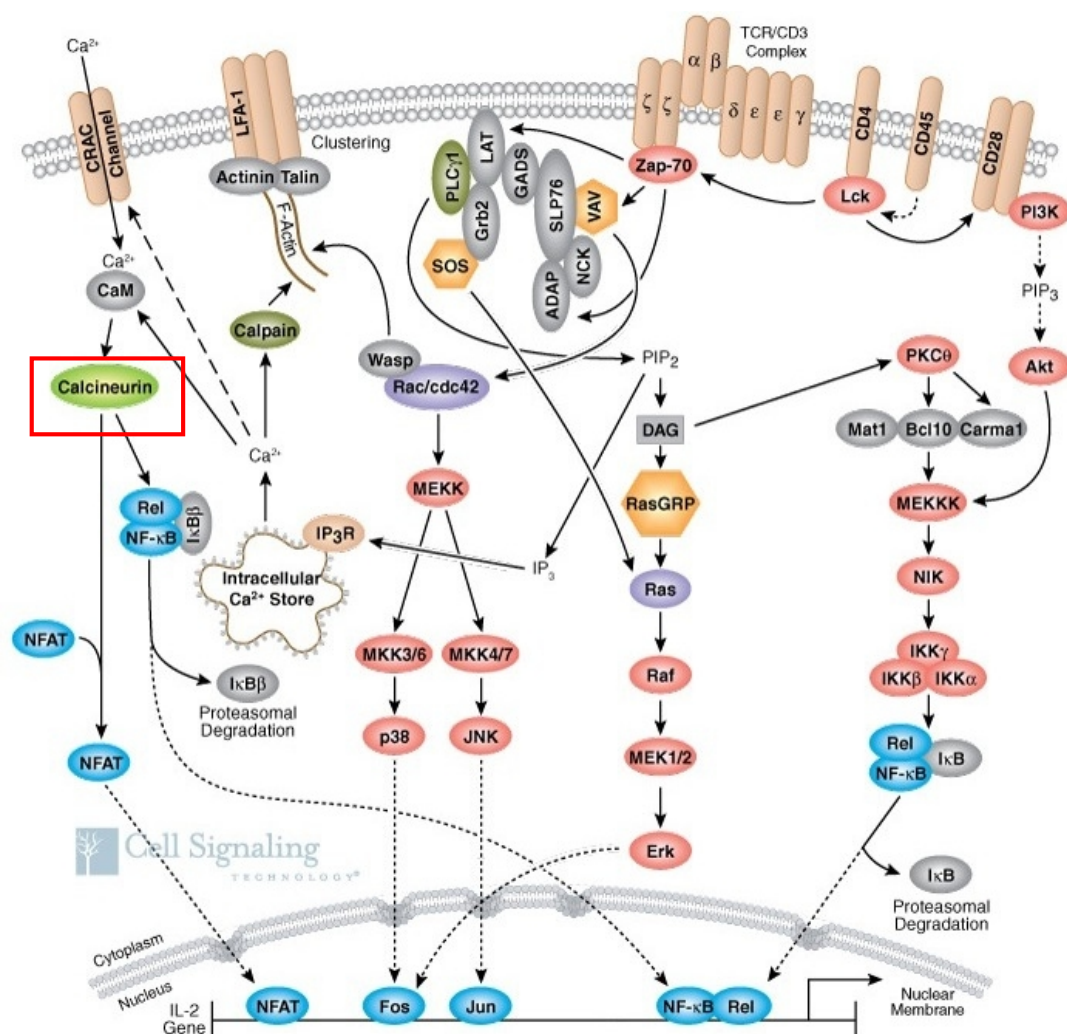 TCR/CD3
Complex
Ca²⁺
α β
ζ ζ
δ ε ε γ
CD4
CD45
CD28
CRAC
Channel
LFA-1
Clustering
Actinin Talin
F-Actin
PLCγ1
LAT
Grb2
GADS
SLP76
VAV
NCK
ADAP
SOS
Zap-70
Lck
PI3K
PIP₃
Akt
Ca²⁺
CaM
Calpain
Calcineurin
Wasp
Rac/cdc42
PIP₂
DAG
RasGRP
PKCθ
Mat1 Bcl10 Carma1
Ca²⁺
MEKK
MEKKK
Rel
NF-κB
IκBβ
IP₃R
IP₃
Intracellular
Ca²⁺ Store
Ras
NIK
NFAT
MKK3/6
MKK4/7
Raf
IKKγ
IKKβ IKKα
IκBβ
Proteasomal
Degradation
p38
JNK
NFAT
MEK1/2
Rel
NF-κB
IκB
Cell Signaling
TECHNOLOGY®
Erk
IκB
Proteasomal
Degradation
Cytoplasm
Nucleus
IL-2
Gene
NFAT
Fos
Jun
NF-κB Rel
Nuclear
Membrane